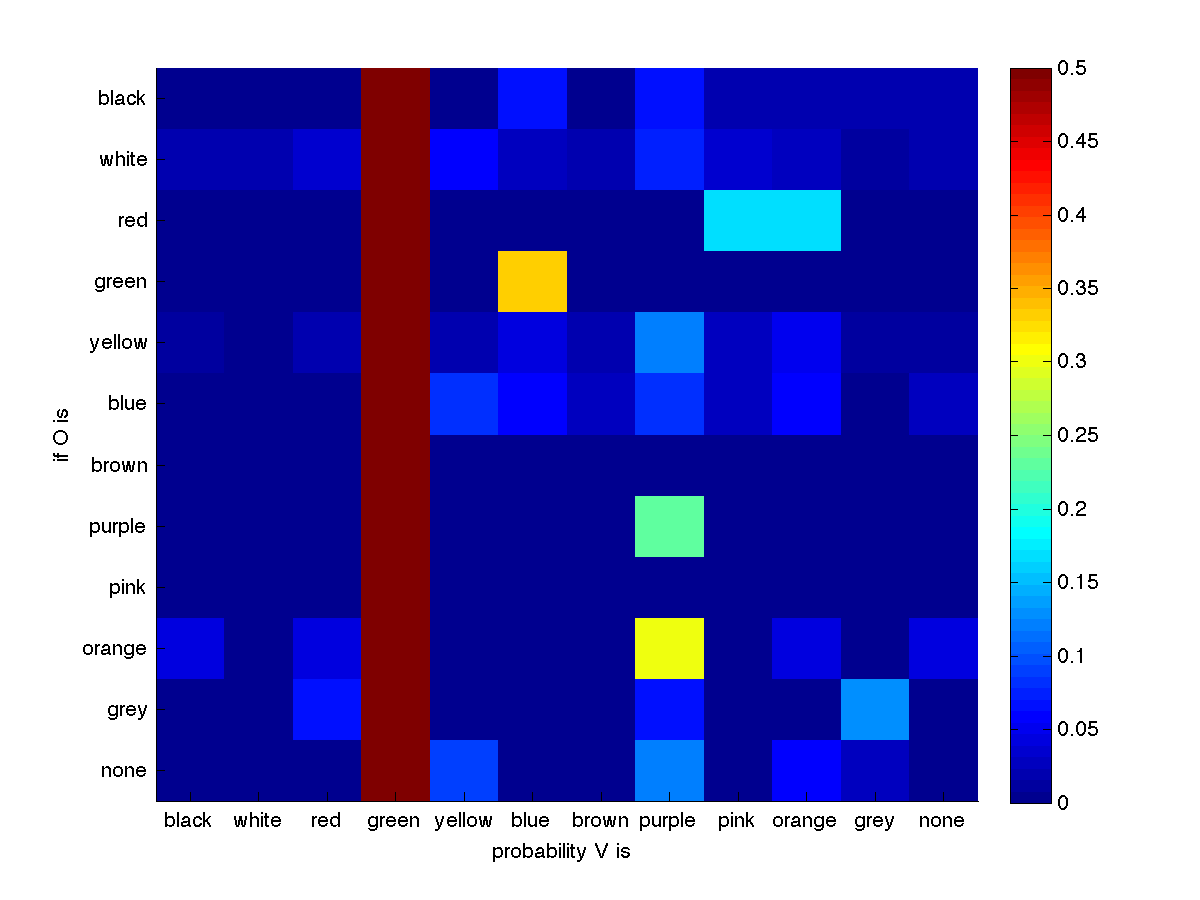 black
white
red
green
yellow
blue
brown
purple
pink
orange
grey
none
if O is
black white red green yellow blue brown purple pink orange grey none
probability V is
0.5
0.45
0.4
0.35
0.3
0.25
0.2
0.15
0.1
0.05
0